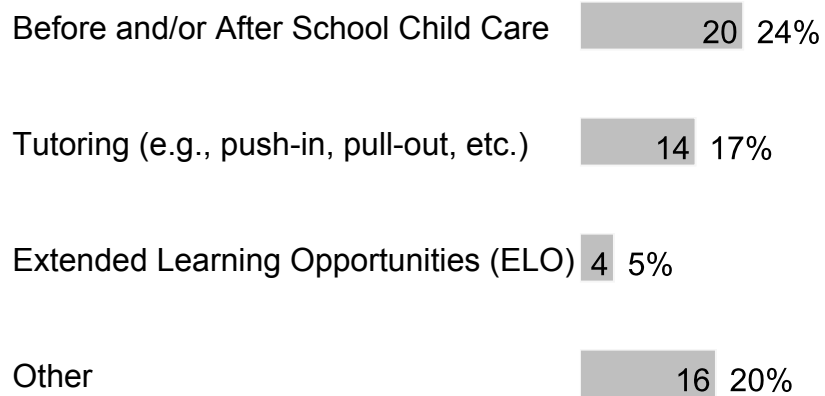 Before and/or After School Child Care 20 24%
Tutoring (e.g., push-in, pull-out, etc.) 14 17%
Extended Learning Opportunities (ELO) 4 5%
Other 16 20%